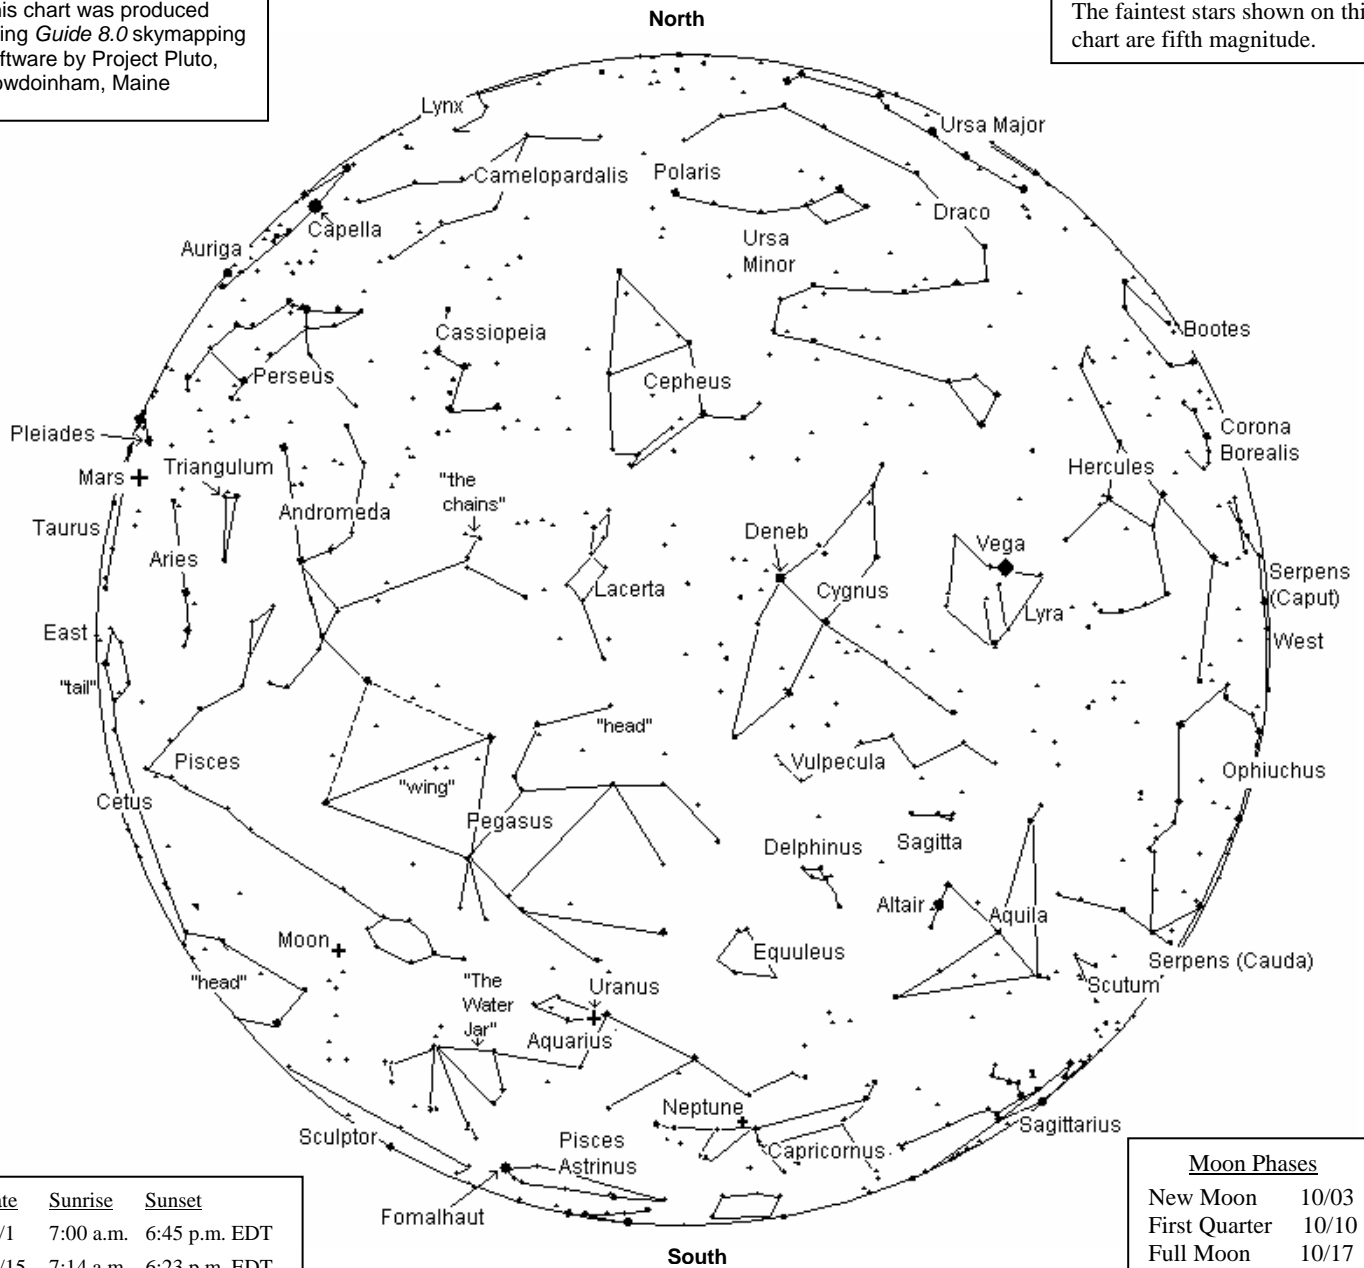 North
his chart was produced
ing Guide 8.0 skymapping
ftware by Project Pluto,
owdoinham, Maine
The faintest stars shown on thi
chart are fifth magnitude.
Lynx
Ursa Major
Camelopardalis
Polaris
Draco
Capella
Auriga
Ursa
Minor
Cassiopeia
Bootes
Perseus
Cepheus
Pleiades
Corona
Borealis
Mars
Triangulum
Hercules
"the
chains"
Taurus
Andromeda
Deneb
Vega
Aries
Lacerta
Cygnus
Serpens
(Caput)
Lyra
East
West
"tail"
"head"
Pisces
Vulpecula
Ophiuchus
"wing"
Cetus
Pegasus
Sagitta
Delphinus
Altair
Aquila
Moon
Equuleus
Serpens (Cauda)
"head"
"The
Water
Jar"
Uranus
Scutum
Aquarius
Neptune
Sagittarius
Sculptor
Pisces
Astrinus
Capricornus
Fomalhaut
South
te Sunrise Sunset
/1 7:00 a.m. 6:45 p.m. EDT
/15 7:14 a.m. 6:23 p.m. EDT
Moon Phases
New Moon 10/03
First Quarter 10/10
Full Moon 10/17